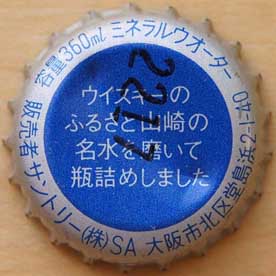 容量360ml ミネラルウオーター
ウイスキーの
ふるさと山崎の
名水を磨いて
瓶詰めしました
販売者サントリー(株)SA 大阪市北区堂島浜2-1-40